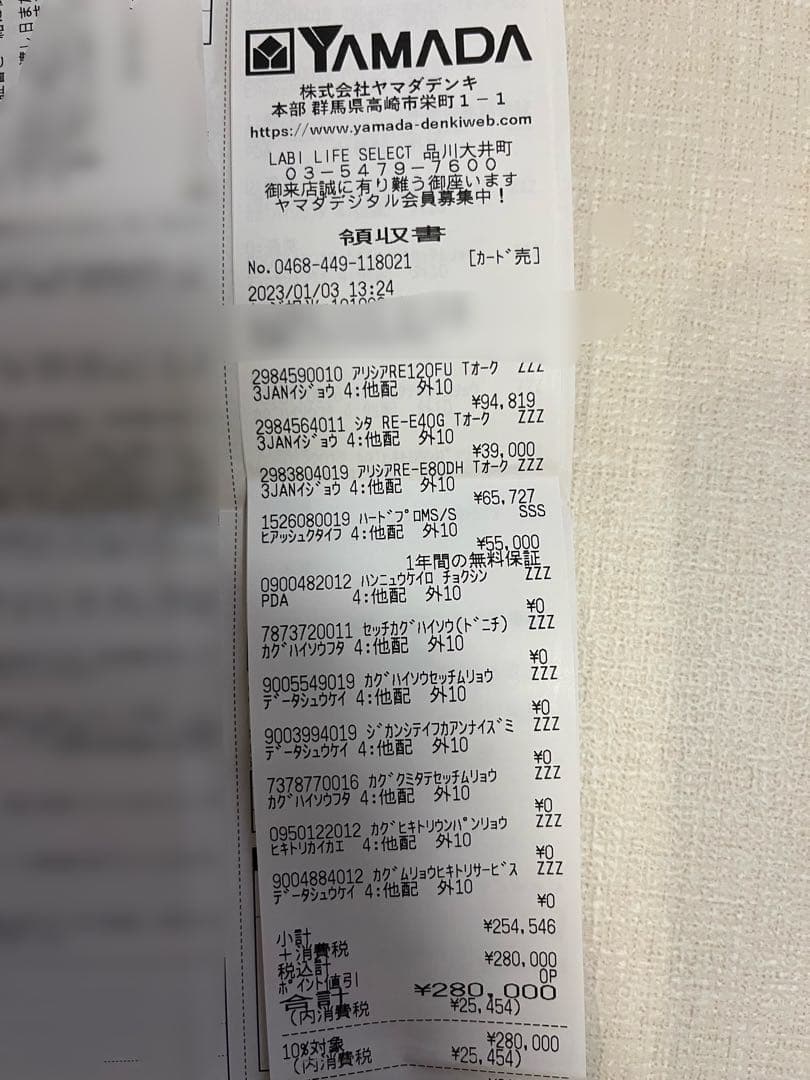 YAMADA
株式会社ヤマダデンキ
本部 群馬県高崎市栄町1-1
https://www.yamada-denkiweb.com
LABI LIFE SELECT 品川大井町
03-5479-7600
御来店誠に有り難う御座います
ヤマダデジタル会員募集中!
領収書
No.0468-449-118021 [カード売]
2023/01/03 13:24
2984590010 アリシアRE120FU Tオーク ZZZ
3JANイジョウ 4:他配 外10
¥94,819
2984564011 シタ RE-E40G Tオーク ZZZ
3JANイジョウ 4:他配 外10
¥39,000
2983804019 アリシアRE-E80DH Tオーク ZZZ
3JANイジョウ 4:他配 外10
¥65,727
1526080019 ハードプロMS/S SSS
ヒアッシュクタイプ 4:他配 外10
¥55,000
1年間の無料保証
0900482012 ハンニュウケイロ チョクシン ZZZ
PDA 4:他配 外10
¥0
7873720011 セッチカグハイソウ(ドニチ) ZZZ
カグハイソウフタ 4:他配 外10
¥0
9005549019 カグハイソウセッチムリョウ ZZZ
データシュウケイ 4:他配 外10
¥0
9003994019 ジカンシテイフカアンナイズミ ZZZ
データシュウケイ 4:他配 外10
¥0
7378770016 カグクミタテセッチムリョウ ZZZ
カグハイソウフタ 4:他配 外10
¥0
0950122012 カグヒキトリウンパンリョウ ZZZ
ヒキトリカイカエ 4:他配 外10
¥0
9004884012 カグムリョウヒキトリサービス ZZZ
データシュウケイ 4:他配 外10
¥0
小計 ¥254,546
+消費税
税込計 ¥280,000
ポイント値引 0P
合計 ¥280,000
(内消費税 ¥25,454)
10%対象 ¥280,000
(内消費税 ¥25,454)